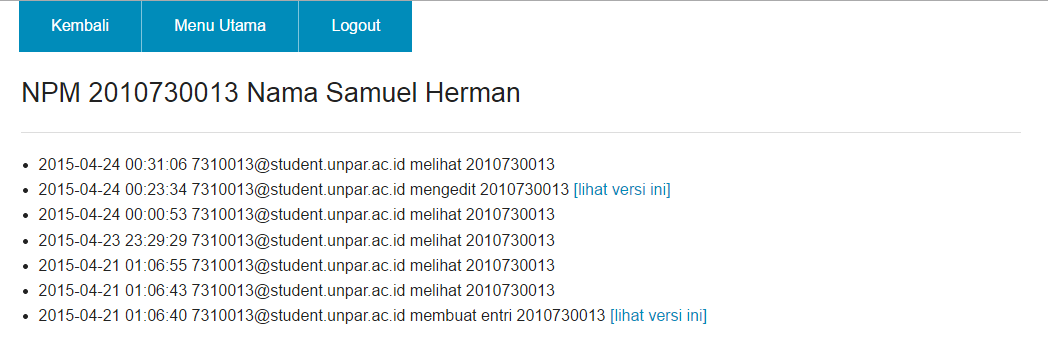 Kembali Menu Utama Logout
NPM 2010730013 Nama Samuel Herman
2015-04-24 00:31:06 7310013@student.unpar.ac.id melihat 2010730013
2015-04-24 00:23:34 7310013@student.unpar.ac.id mengedit 2010730013 [lihat versi ini]
2015-04-24 00:00:53 7310013@student.unpar.ac.id melihat 2010730013
2015-04-23 23:29:29 7310013@student.unpar.ac.id melihat 2010730013
2015-04-21 01:06:55 7310013@student.unpar.ac.id melihat 2010730013
2015-04-21 01:06:43 7310013@student.unpar.ac.id melihat 2010730013
2015-04-21 01:06:40 7310013@student.unpar.ac.id membuat entri 2010730013 [lihat versi ini]